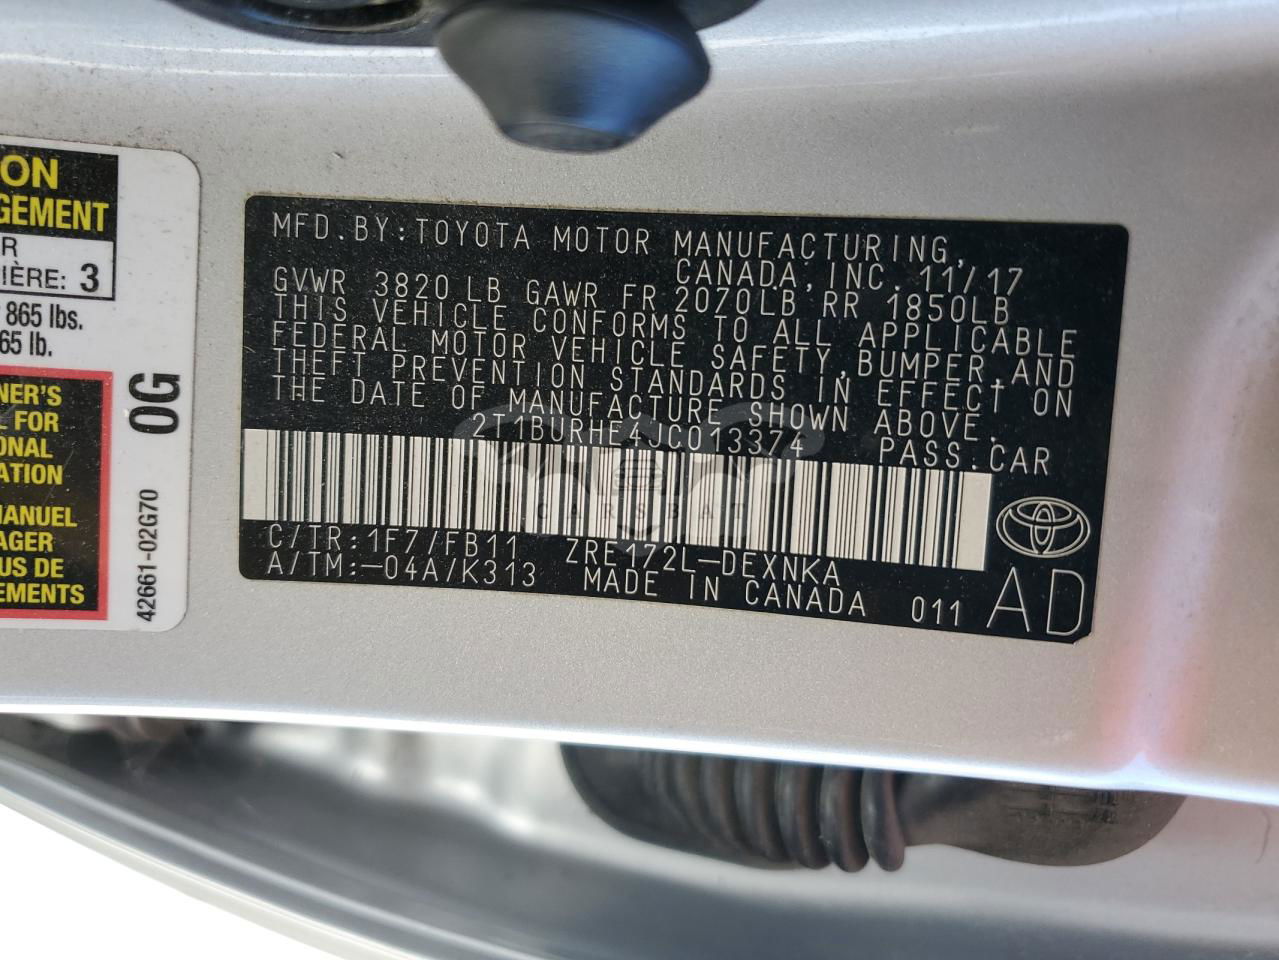 ON
GEMENT
R
IÈRE: 3
865 lbs.
65 lb.
NER'S
FOR
ONAL
ATION
MANUEL
AGER
US DE
EMENTS
0G
42661-02G70
MFD.BY:TOYOTA MOTOR MANUFACTURING,
CANADA,INC. 11/17
GVWR 3820 LB GAWR FR 2070LB RR 1850LB
THIS VEHICLE CONFORMS TO ALL APPLICABLE
FEDERAL MOTOR VEHICLE SAFETY,BUMPER,AND
THEFT PREVENTION STANDARDS IN EFFECT ON
THE DATE OF MANUFACTURE SHOWN ABOVE.
2T1BURHE4JC013374 PASS.CAR
CARSBAT
C/TR:1F7/FB11 ZRE172L-DEXNKA
A/TM:-04A/K313 MADE IN CANADA 011 AD